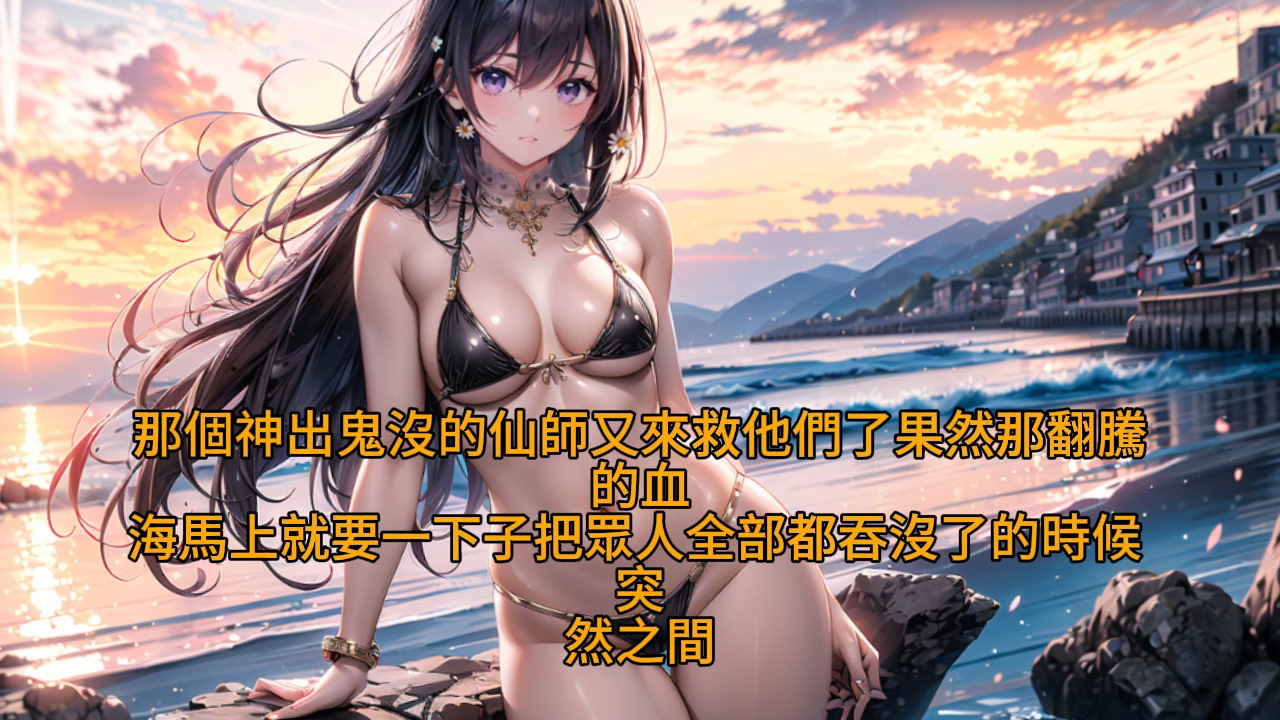 那個神出鬼沒的仙師又來救他們了果然那翻騰
的血
海馬上就要一下子把眾人全部都吞沒了的時候
突
然之間